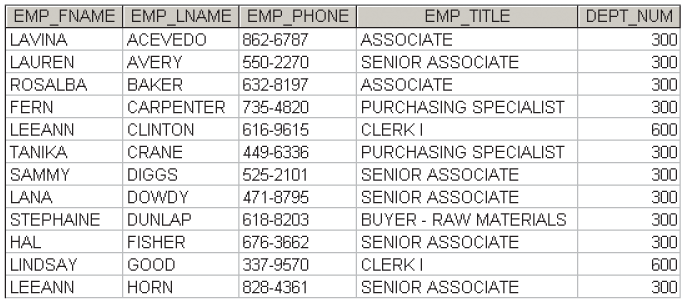 EMP_FNAME EMP_LNAME EMP_PHONE EMP_TITLE DEPT_NUM
LAVINA ACEVEDO 862-6787 ASSOCIATE 300
LAUREN AVERY 550-2270 SENIOR ASSOCIATE 300
ROSALBA BAKER 632-8197 ASSOCIATE 300
FERN CARPENTER 735-4820 PURCHASING SPECIALIST 300
LEEANN CLINTON 616-9615 CLERK I 600
TANIKA CRANE 449-6336 PURCHASING SPECIALIST 300
SAMMY DIGGS 525-2101 SENIOR ASSOCIATE 300
LANA DOWDY 471-8795 SENIOR ASSOCIATE 300
STEPHAINE DUNLAP 618-8203 BUYER - RAW MATERIALS 300
HAL FISHER 676-3662 SENIOR ASSOCIATE 300
LINDSAY GOOD 337-9570 CLERK I 600
LEEANN HORN 828-4361 SENIOR ASSOCIATE 300